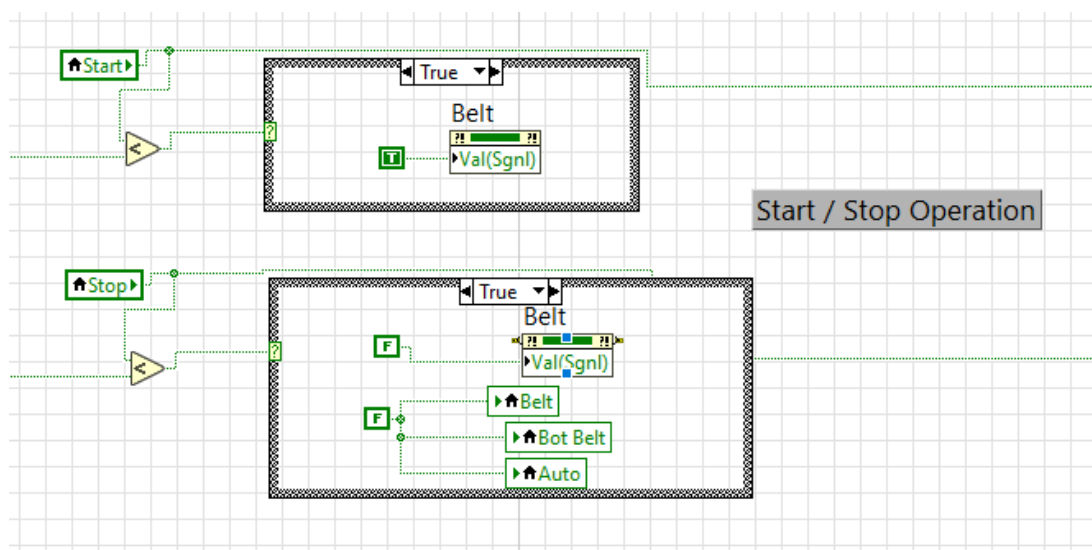 Start
True
Belt
?! ?!
T
Val(Sgnl)
<
?
Start / Stop Operation
Stop
True
Belt
?! ?!
F
Val(Sgnl)
<
?
Belt
F
Bot Belt
Auto